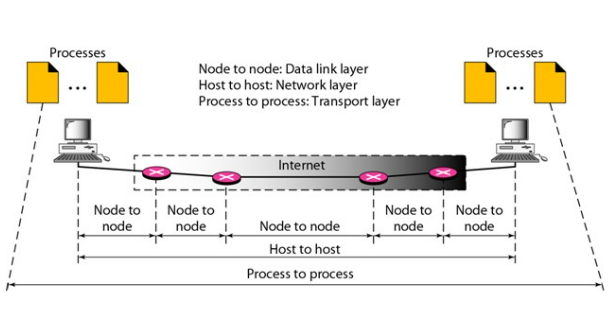 Processes
Processes
Node to node: Data link layer
Host to host: Network layer
Process to process: Transport layer
...
...
Internet
Node to
node
Node to
node
Node to node
Node to
node
Node to
node
Host to host
Process to process